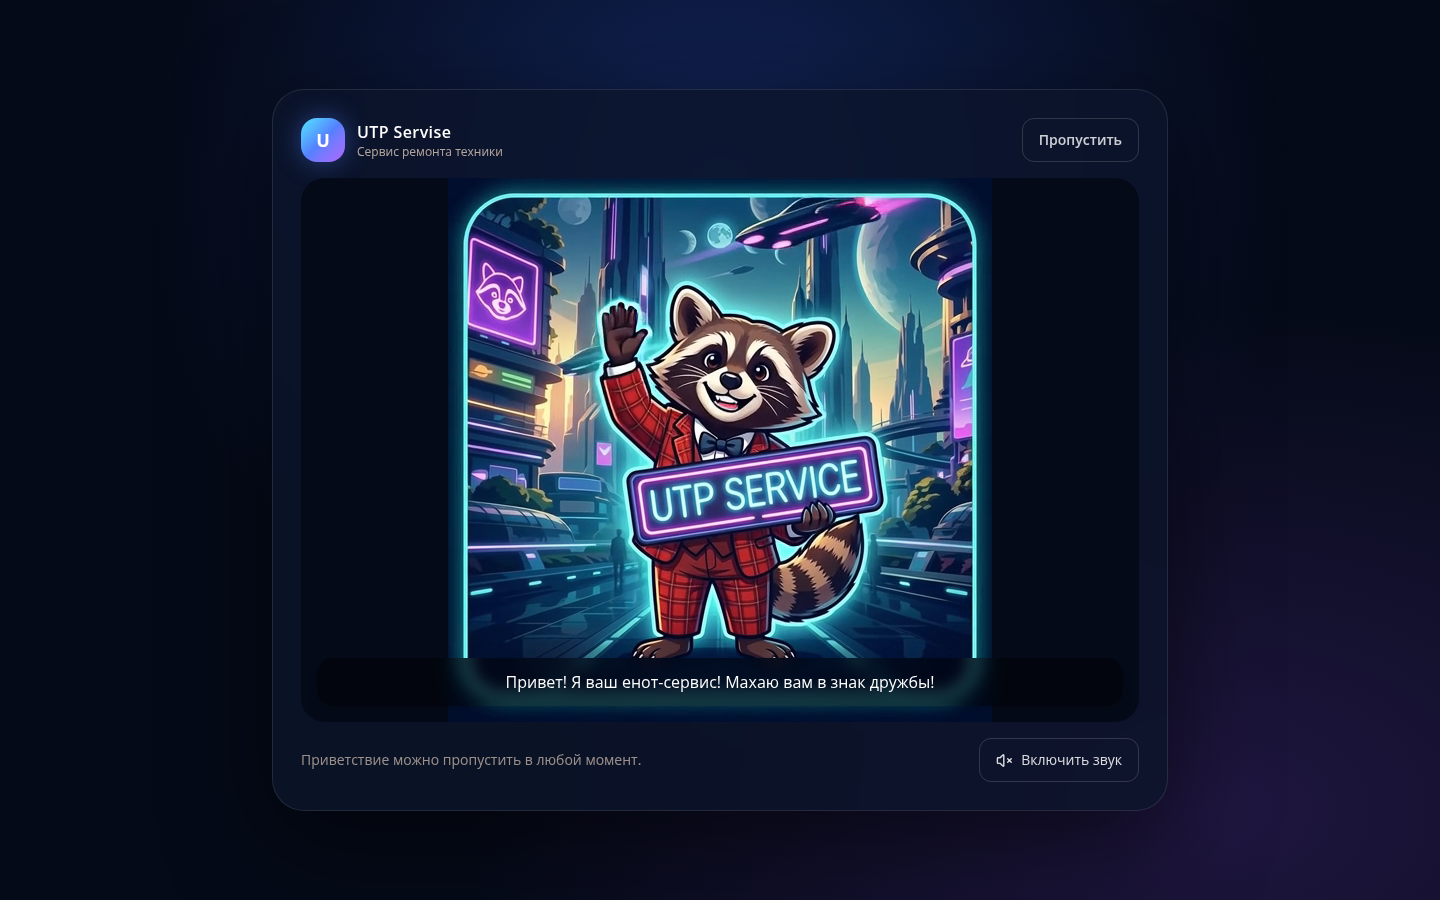 U
UTP Servise
Сервис ремонта техники
Пропустить
UTP SERVICE
Привет! Я ваш енот-сервис! Махаю вам в знак дружбы!
Приветствие можно пропустить в любой момент.
Включить звук